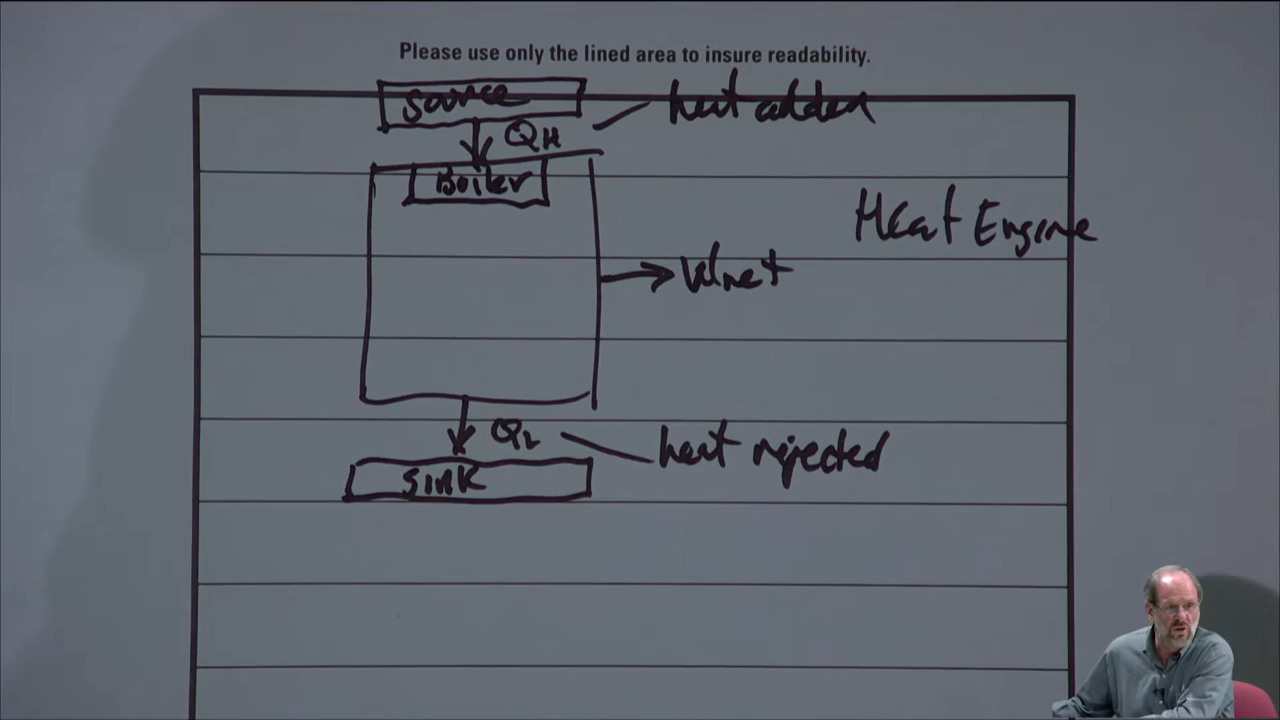 Please use only the lined area to insure readability.
Source
heat added
QH
Boiler
Heat Engine
Wnet
QL
heat rejected
Sink